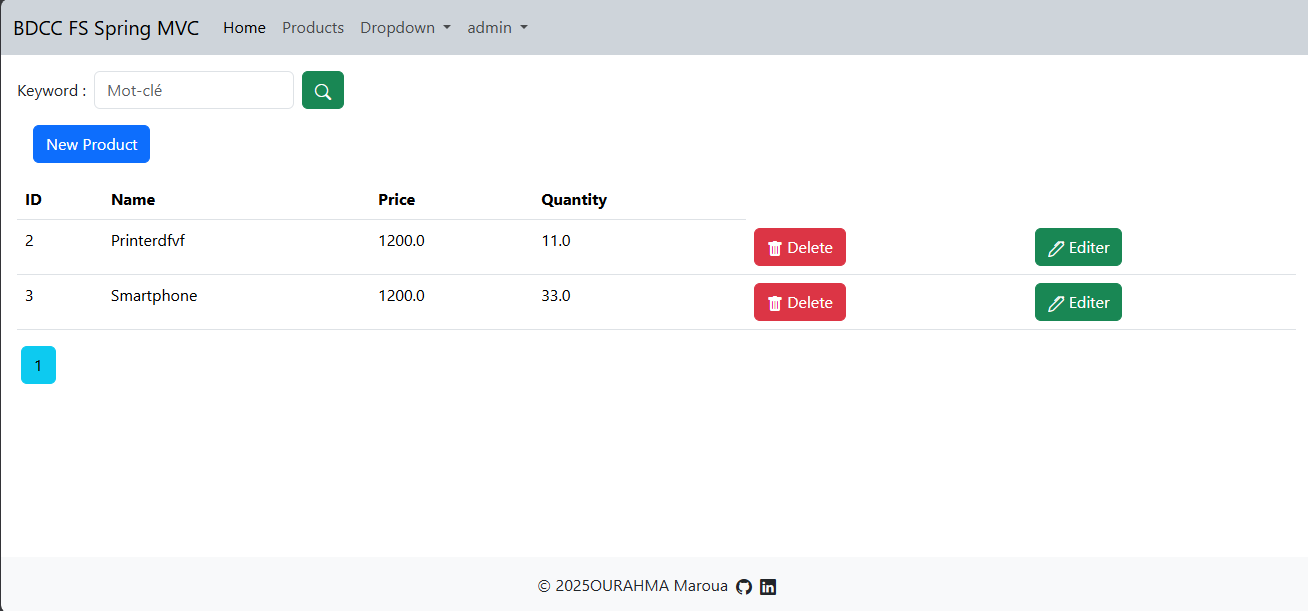 BDCC FS Spring MVC Home Products Dropdown admin
Keyword : Mot-clé
New Product
ID Name Price Quantity
2 Printerdfvf 1200.0 11.0 Delete Editer
3 Smartphone 1200.0 33.0 Delete Editer
1
© 2025OURAHMA Maroua